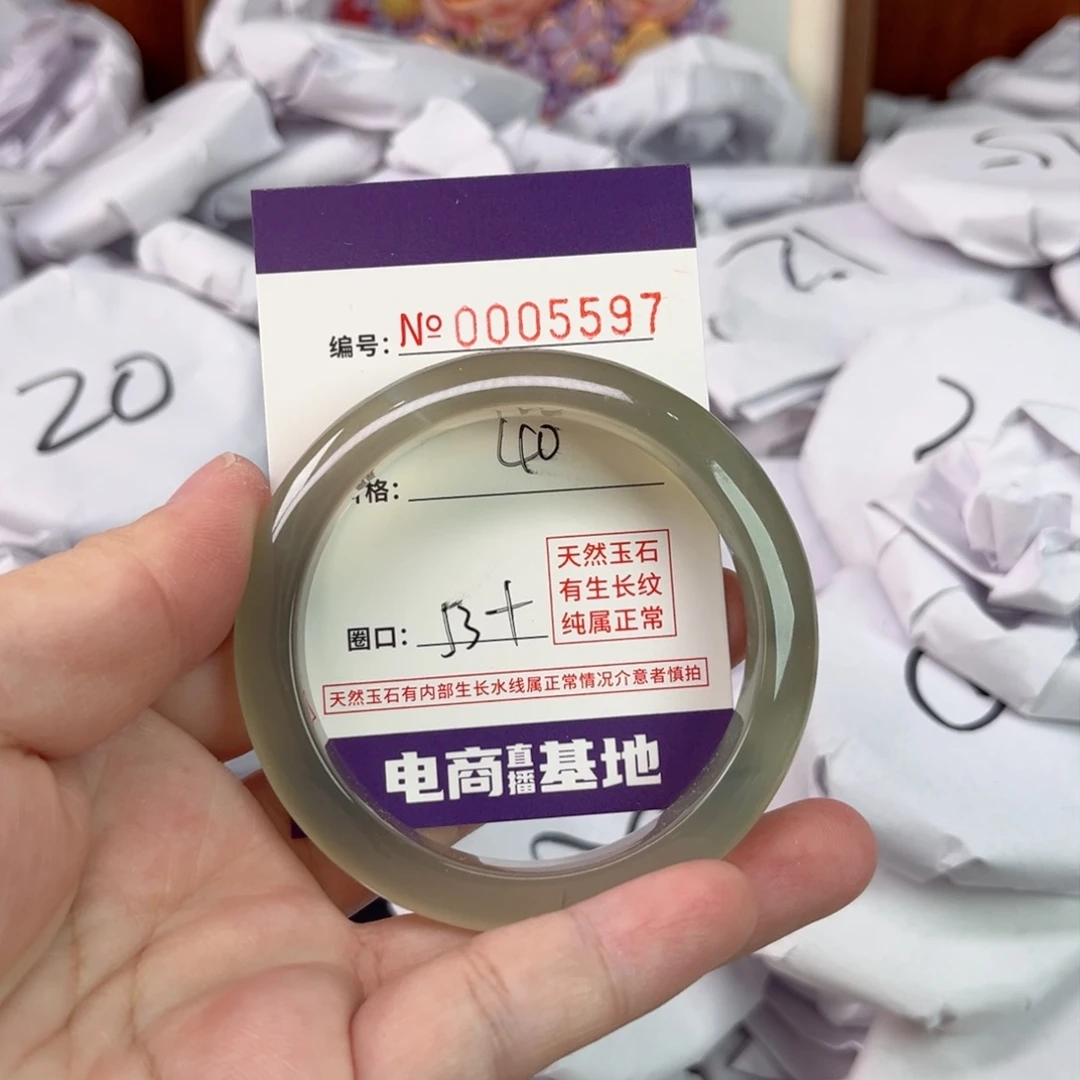 编号: № 0005597
格: 40
天然玉石
有生长纹
纯属正常
圈口: 53+
天然玉石有内部生长水线属正常情况介意者慎拍
电商直播基地
20